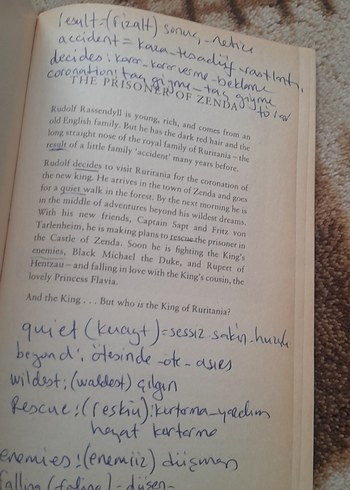 result=(rizalt) sonuç, netice
accident = kaza-tesadüf-rastlantı
decides: karar-karar verme-bekleme
coronation: taç giyme-taç giyme
THE PRISONER OF ZENDA
Rudolf Rassendyll is young, rich, and comes from an
old English family. But he has the dark red hair and the
long straight nose of the royal family of Ruritania – the
result of a little family 'accident' many years before.
Rudolf decides to visit Ruritania for the coronation of
the new king. He arrives in the town of Zenda and goes
for a quiet walk in the forest. By the next morning he is
in the middle of adventures beyond his wildest dreams.
With his new friends, Captain Sapt and Fritz von
Tarlenheim, he is making plans to rescue the prisoner in
the Castle of Zenda. Soon he is fighting the King's
enemies, Black Michael the Duke, and Rupert of
Hentzau – and falling in love with the King's cousin, the
lovely Princess Flavia.
And the King . . . But who is the King of Ruritania?
quiet (kuayt)=sessiz-sakin-huzur
beyond: ötesinde-öte-
wildest: (waldest) çılgın
Rescue: (reskiu): kurtarma-yardım
hayat kurtarma
enemies: (enemiiz) düşman
falling (foling) - düşen-